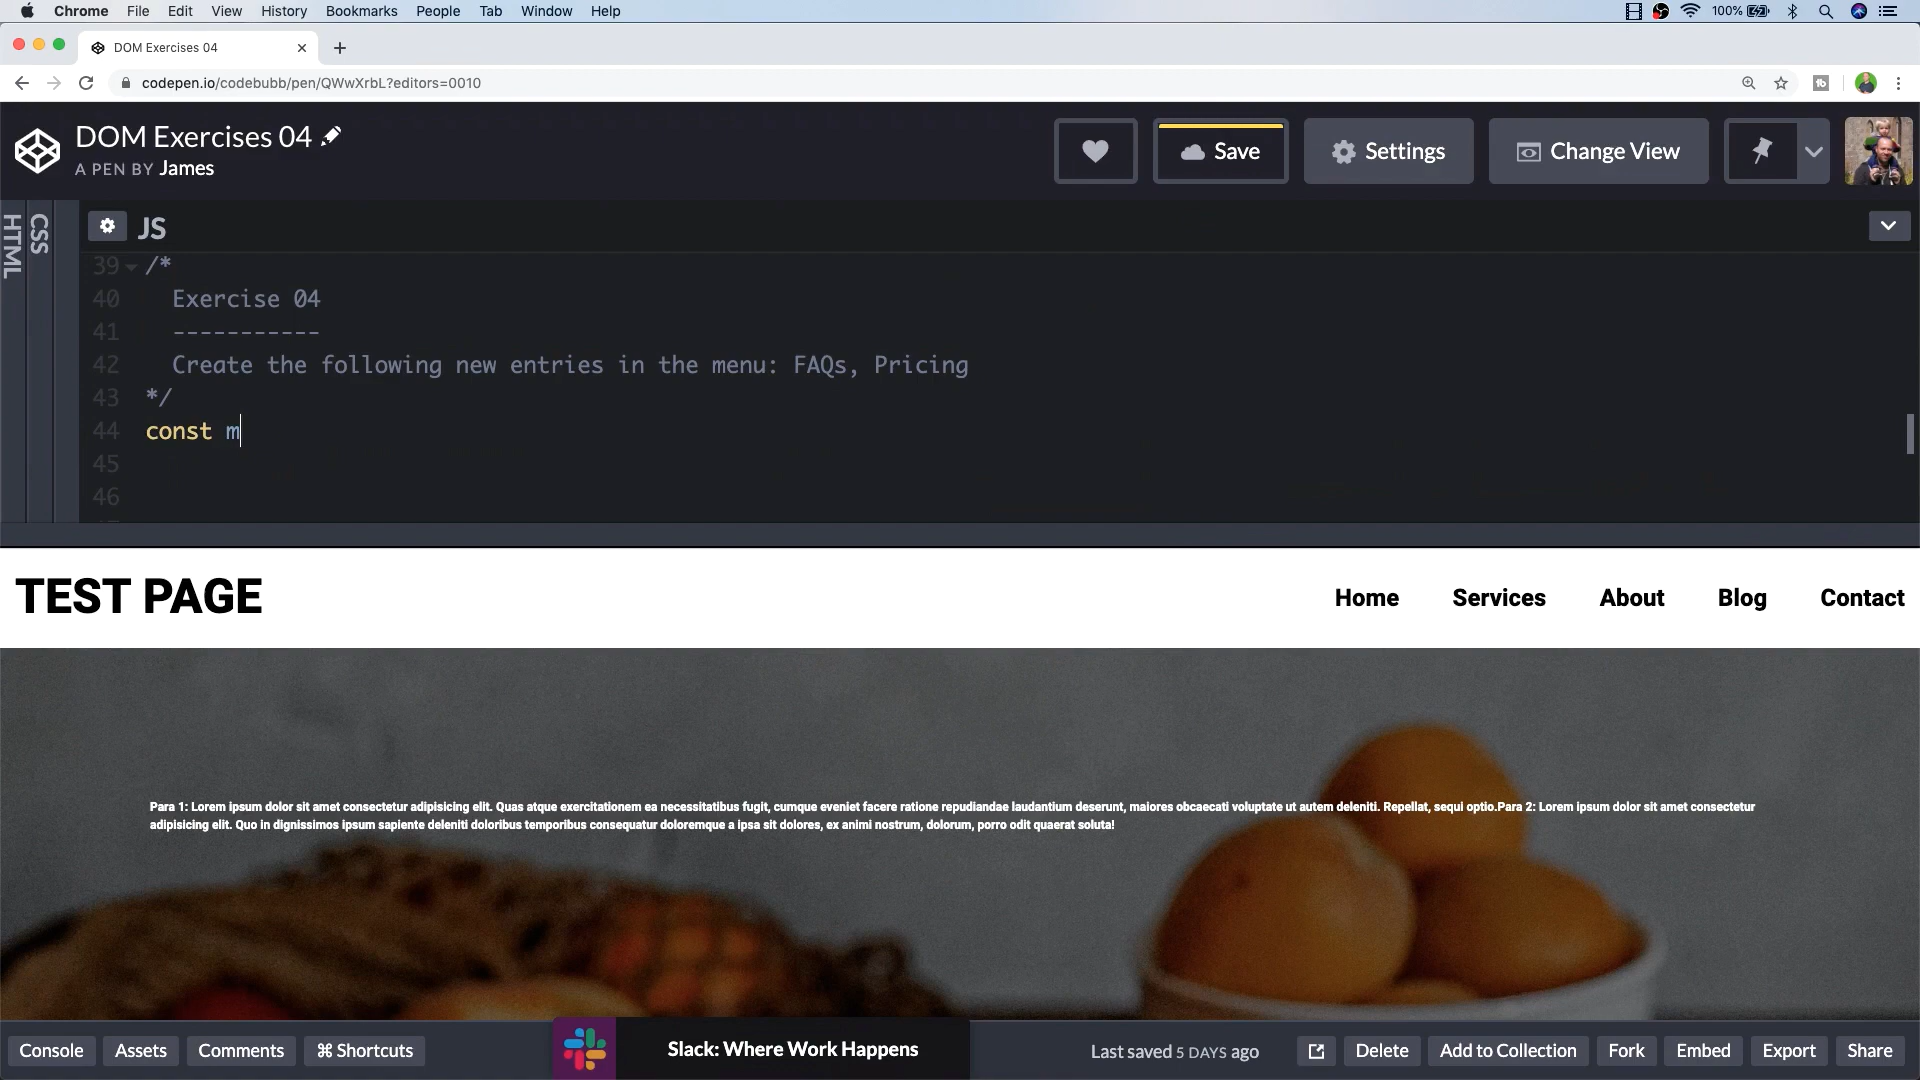 Chrome File Edit View History Bookmarks People Tab Window Help 100%
DOM Exercises 04
codepen.io/codebubb/pen/QWwXrbL?editors=0010
DOM Exercises 04
A PEN BY James
Save Settings Change View
HTML
CSS
JS
39 /*
40 Exercise 04
41 -----------
42 Create the following new entries in the menu: FAQs, Pricing
43 */
44 const m
45
46
TEST PAGE
Home Services About Blog Contact
Para 1: Lorem ipsum dolor sit amet consectetur adipisicing elit. Quas atque exercitationem ea necessitatibus fugit, cumque eveniet facere ratione repudiandae laudantium deserunt, maiores obcaecati voluptate ut autem deleniti. Repellat, sequi optio.Para 2: Lorem ipsum dolor sit amet consectetur
adipisicing elit. Quo in dignissimos ipsum sapiente deleniti doloribus temporibus consequatur doloremque a ipsa sit dolores, ex animi nostrum, dolorum, porro odit quaerat soluta!
Console Assets Comments ⌘ Shortcuts
Slack: Where Work Happens
Last saved 5 DAYS ago
Delete Add to Collection Fork Embed Export Share